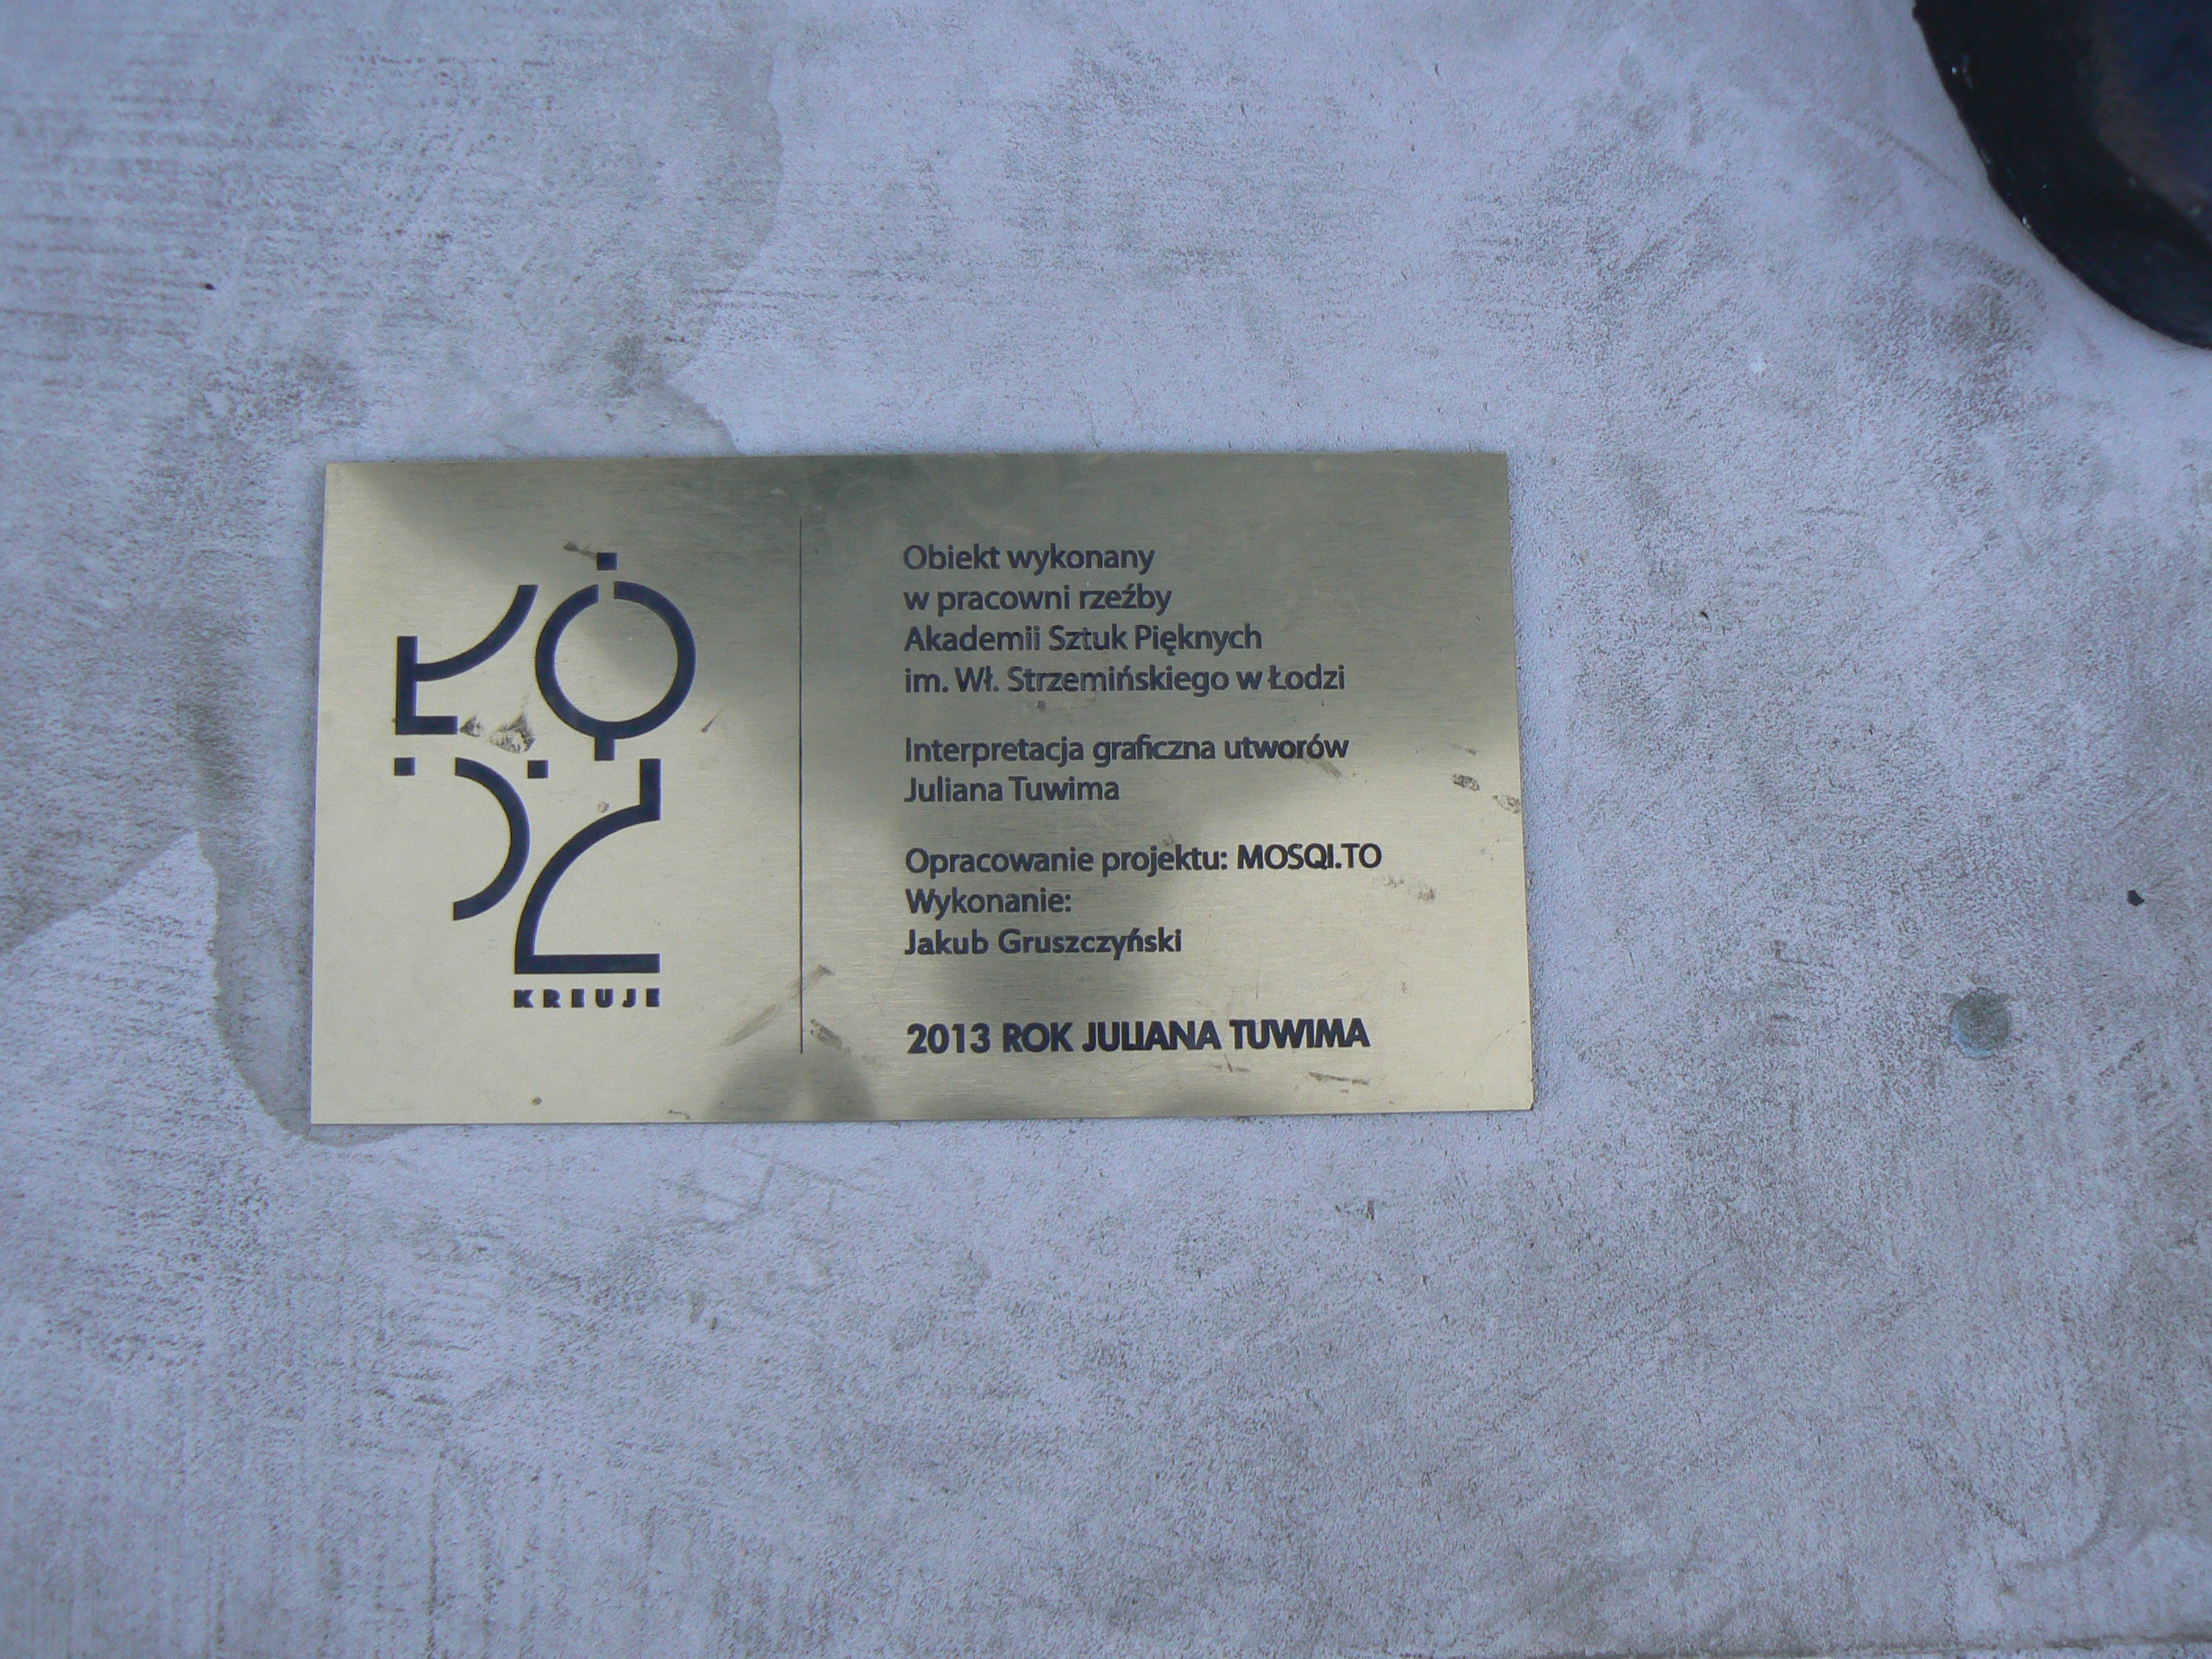 ŁÓDŹ
KREUJE
Obiekt wykonany
w pracowni rzeźby
Akademii Sztuk Pięknych
im. Wł. Strzemińskiego w Łodzi
Interpretacja graficzna utworów
Juliana Tuwima
Opracowanie projektu: MOSQI.TO
Wykonanie:
Jakub Gruszczyński
2013 ROK JULIANA TUWIMA